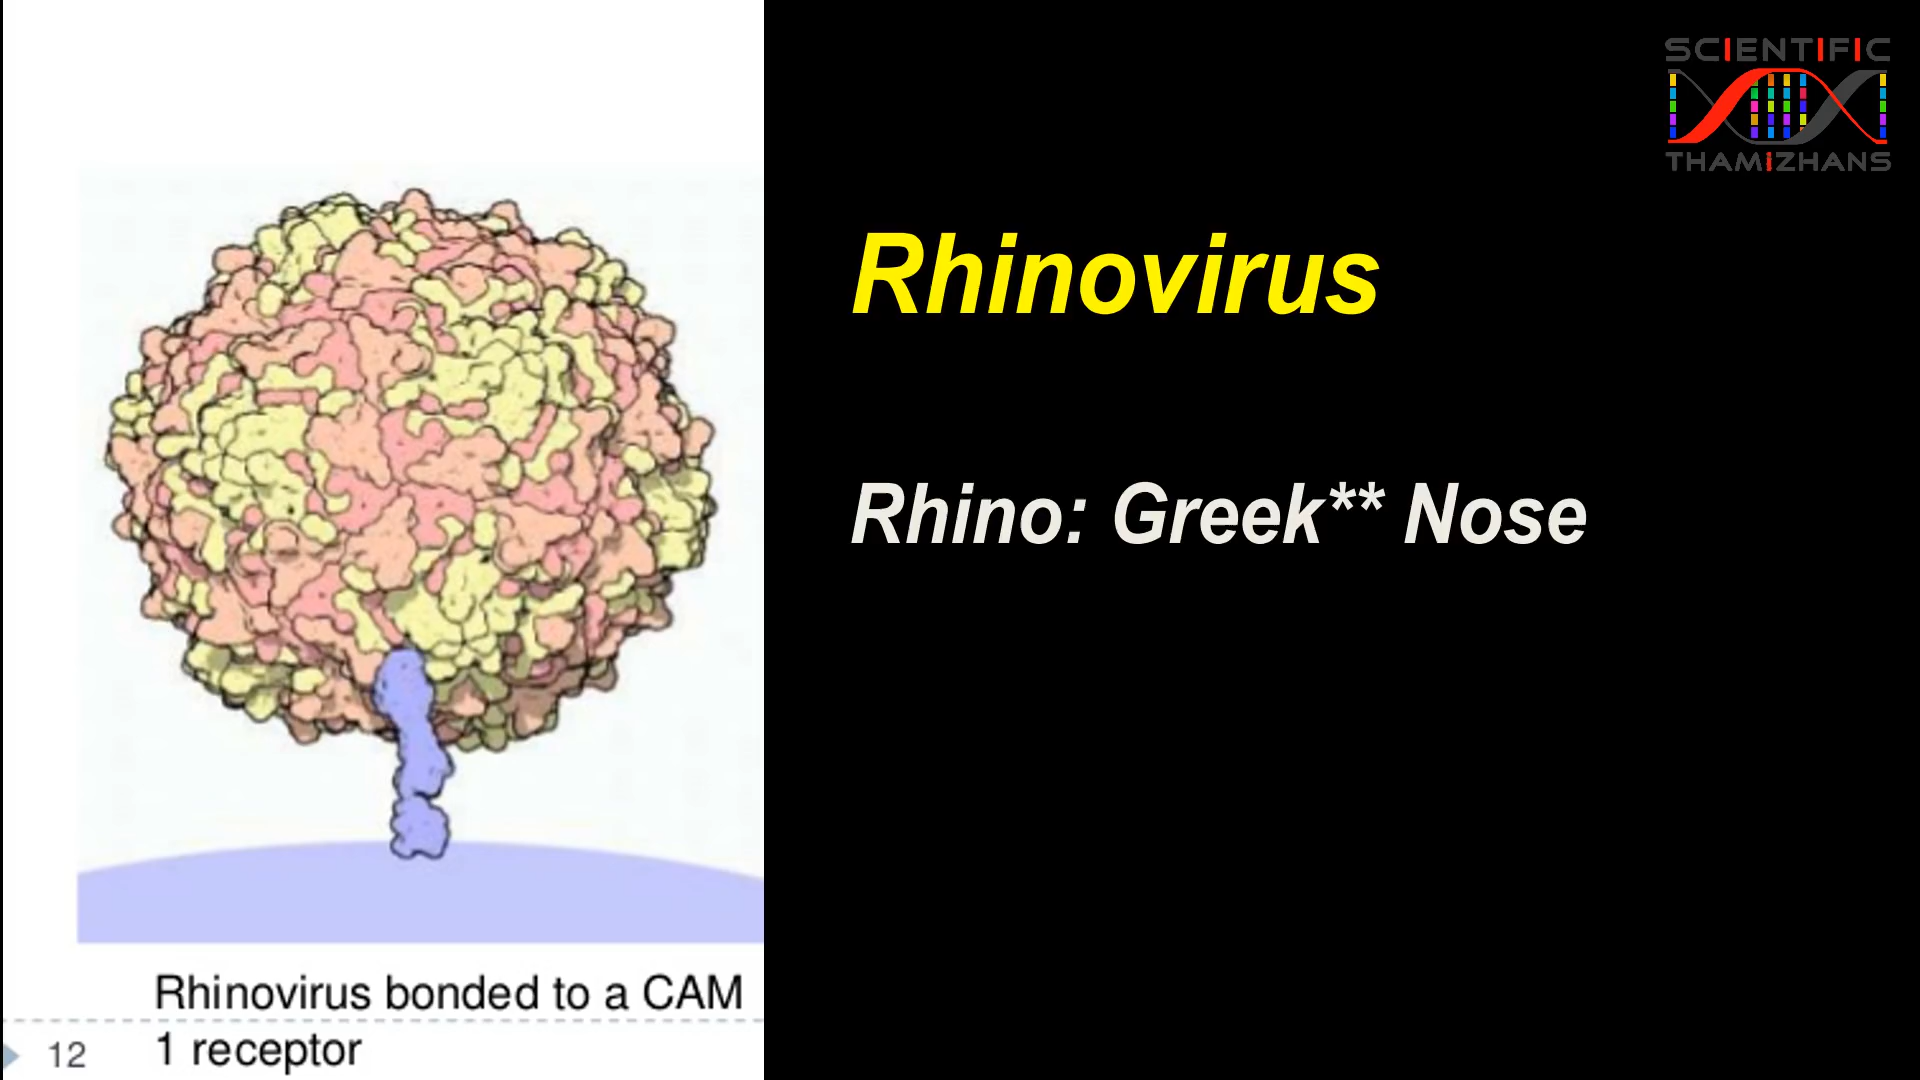 SCIENTIFIC
THAMiZHANS
Rhinovirus
Rhino: Greek** Nose
Rhinovirus bonded to a CAM
1 receptor
12